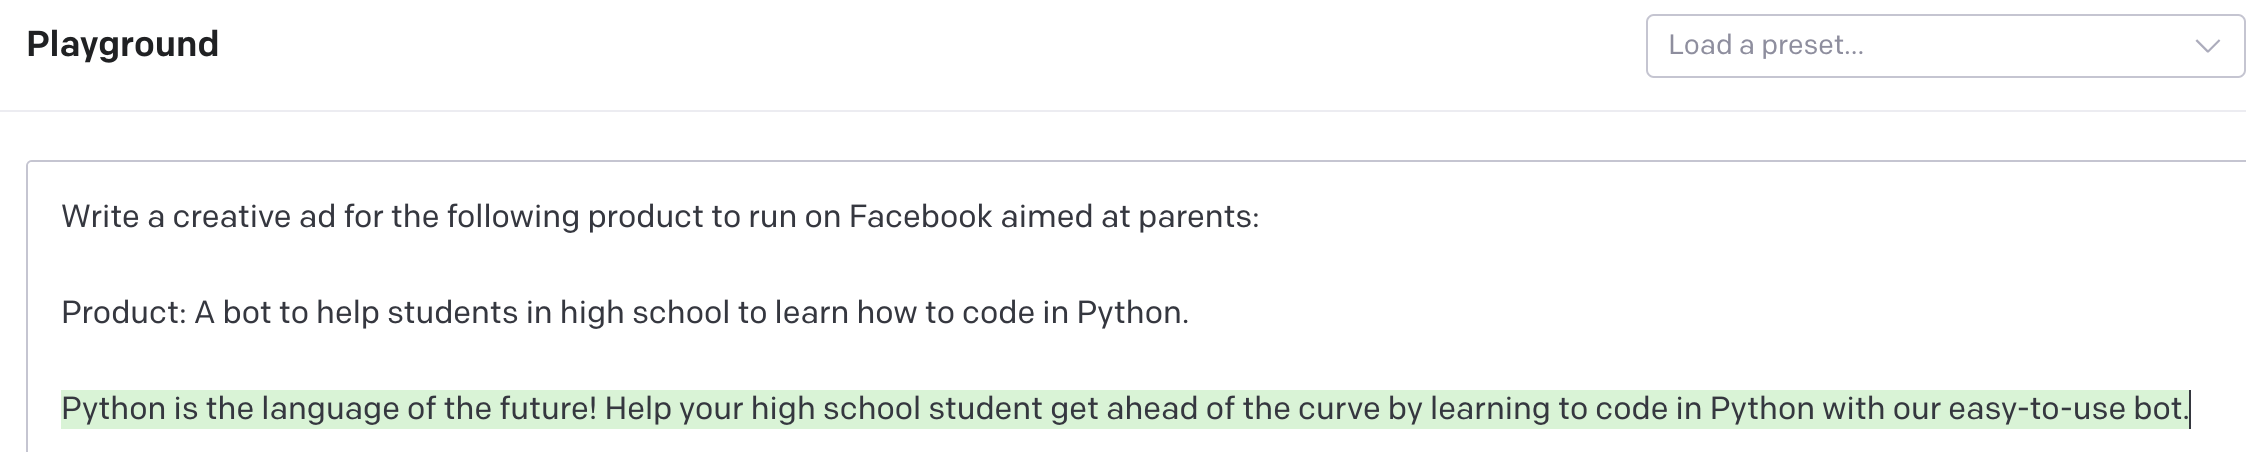 Playground
Load a preset...
Write a creative ad for the following product to run on Facebook aimed at parents:
Product: A bot to help students in high school to learn how to code in Python.
Python is the language of the future! Help your high school student get ahead of the curve by learning to code in Python with our easy-to-use bot.